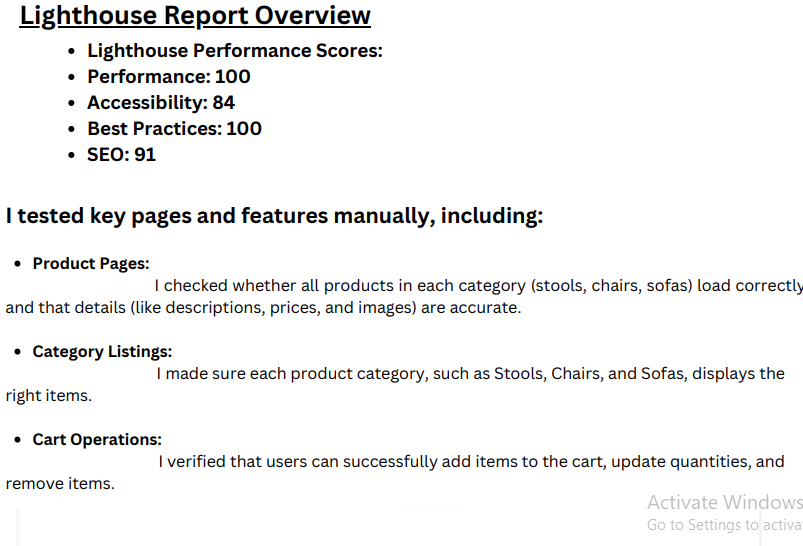 Lighthouse Report Overview
• Lighthouse Performance Scores:
• Performance: 100
• Accessibility: 84
• Best Practices: 100
• SEO: 91
I tested key pages and features manually, including:
• Product Pages:
I checked whether all products in each category (stools, chairs, sofas) load correctly
and that details (like descriptions, prices, and images) are accurate.
• Category Listings:
I made sure each product category, such as Stools, Chairs, and Sofas, displays the
right items.
• Cart Operations:
I verified that users can successfully add items to the cart, update quantities, and
remove items.
Activate Windows
Go to Settings to activa